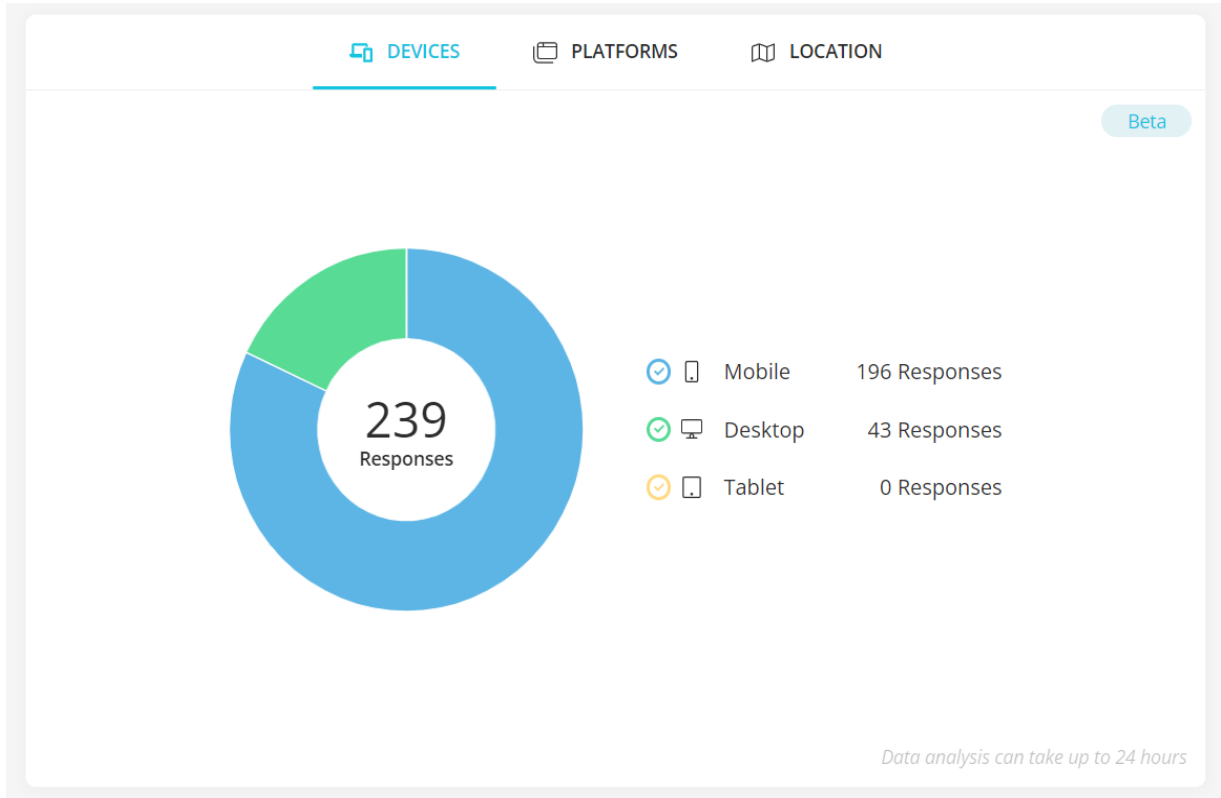 DEVICES PLATFORMS LOCATION
Beta
239
Responses
Mobile 196 Responses
Desktop 43 Responses
Tablet 0 Responses
Data analysis can take up to 24 hours